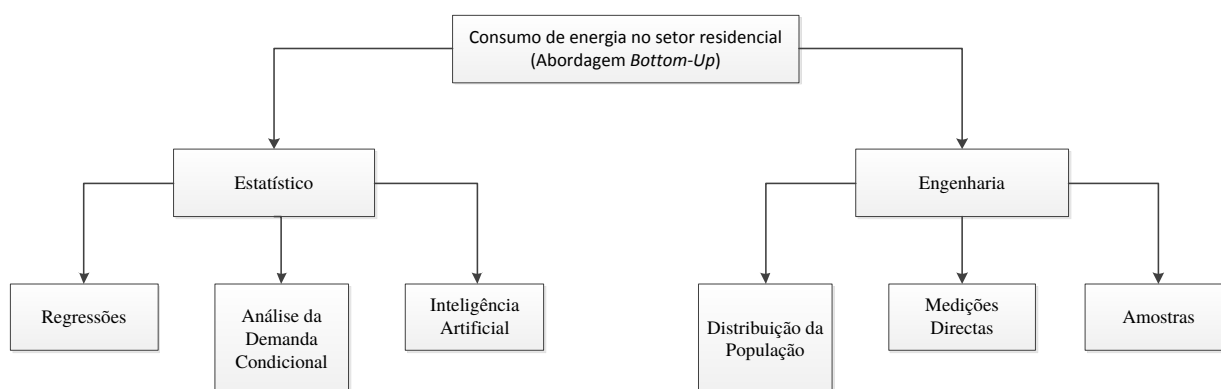 Consumo de energia no setor residencial
(Abordagem Bottom-Up)
Estatístico
Engenharia
Regressões
Análise da
Demanda
Condicional
Inteligência
Artificial
Distribuição da
População
Medições
Directas
Amostras